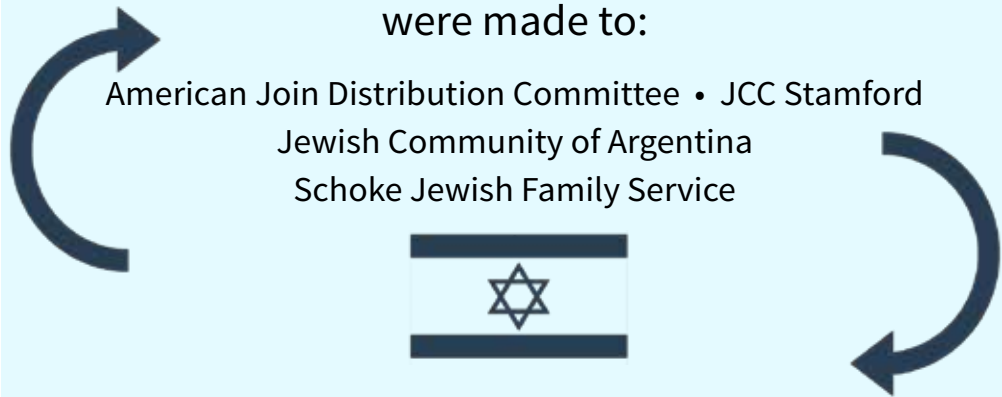 were made to:
American Join Distribution Committee • JCC Stamford
Jewish Community of Argentina
Schoke Jewish Family Service